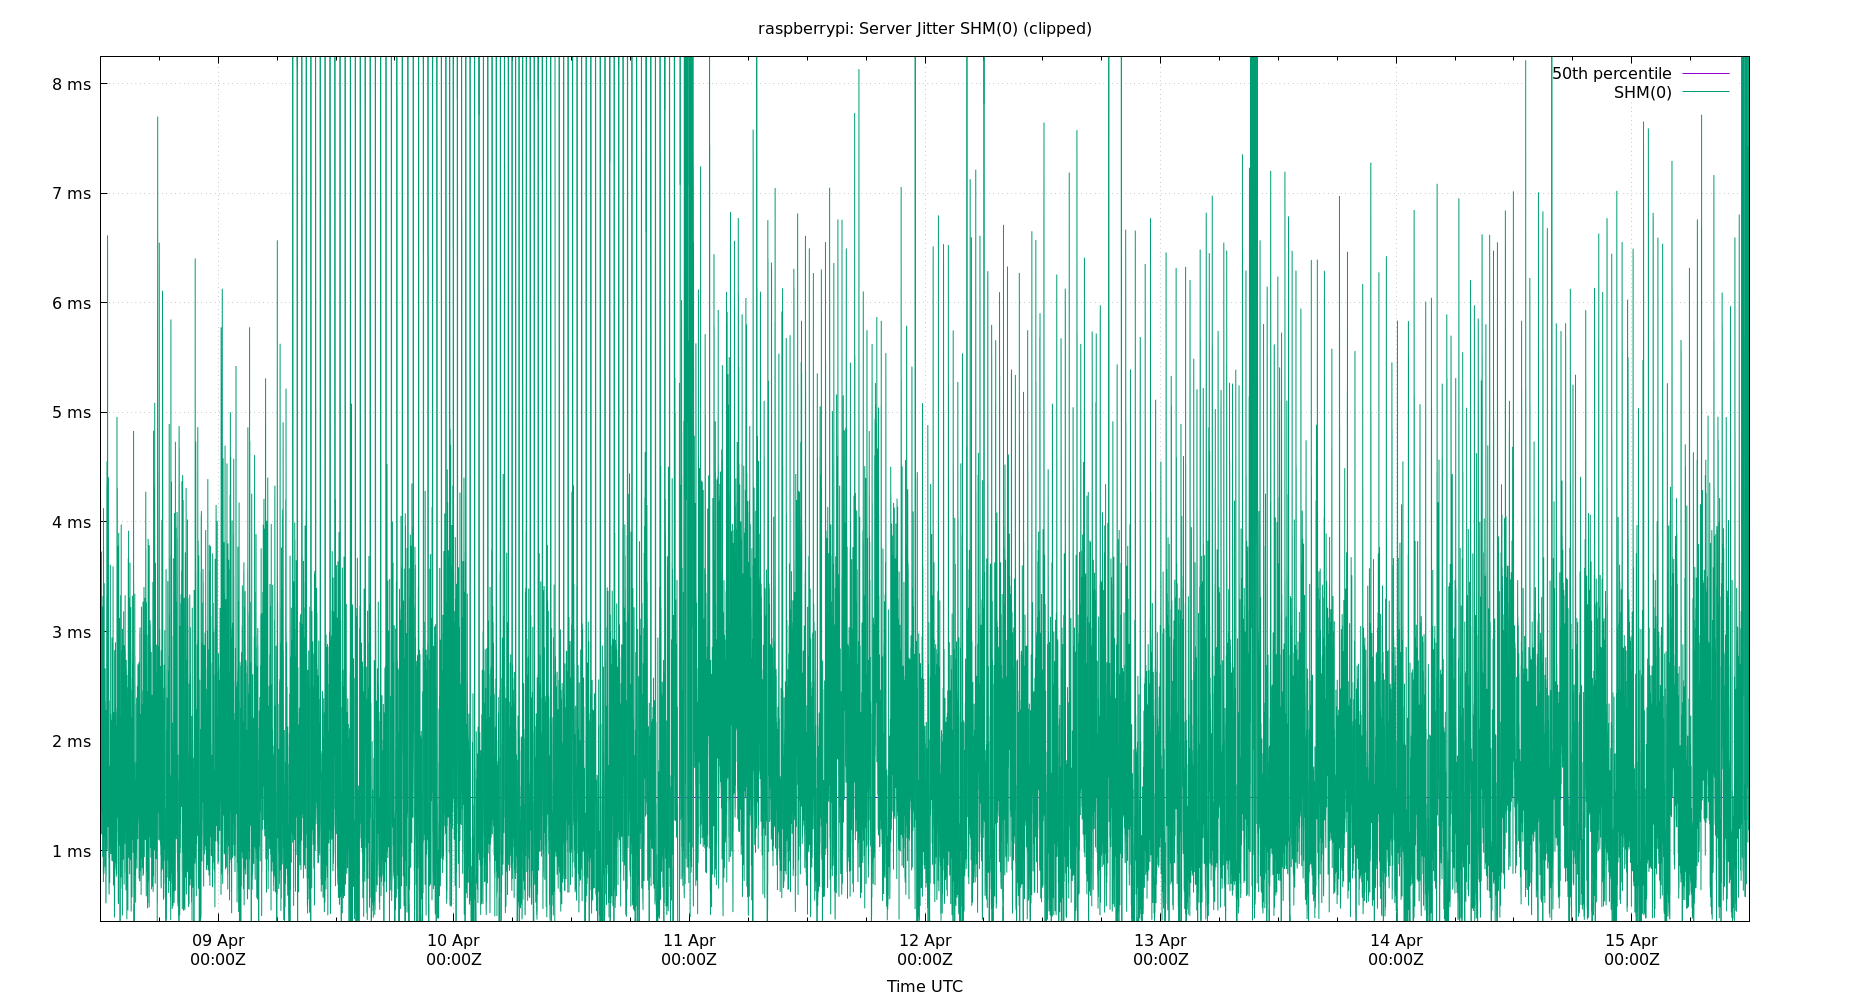 raspberrypi: Server Jitter SHM(0) (clipped)
50th percentile
SHM(0)
8 ms
7 ms
6 ms
5 ms
4 ms
3 ms
2 ms
1 ms
09 Apr 10 Apr 11 Apr 12 Apr 13 Apr 14 Apr 15 Apr
00:00Z 00:00Z 00:00Z 00:00Z 00:00Z 00:00Z 00:00Z
Time UTC